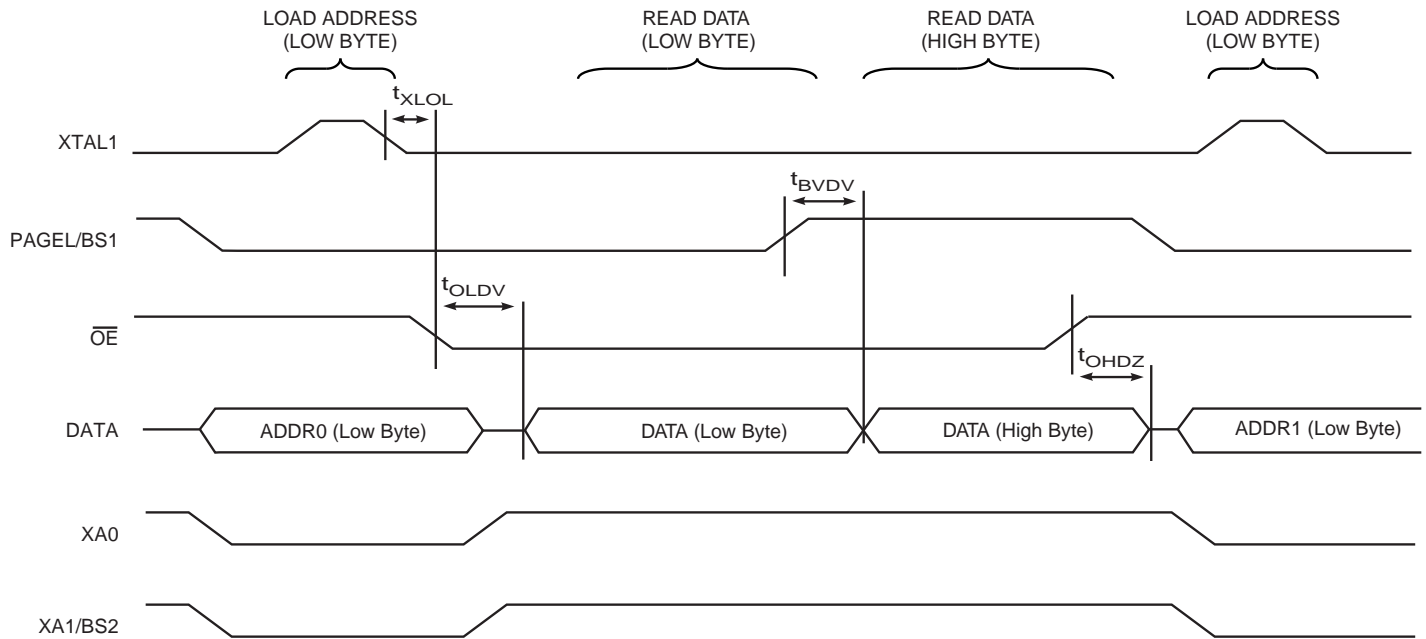 LOAD ADDRESS
(LOW BYTE)
READ DATA
(LOW BYTE)
READ DATA
(HIGH BYTE)
LOAD ADDRESS
(LOW BYTE)
tXLOL
XTAL1
tBVDV
PAGEL/BS1
tOLDV
OE
tOHDZ
DATA
ADDR0 (Low Byte)
DATA (Low Byte)
DATA (High Byte)
ADDR1 (Low Byte)
XA0
XA1/BS2